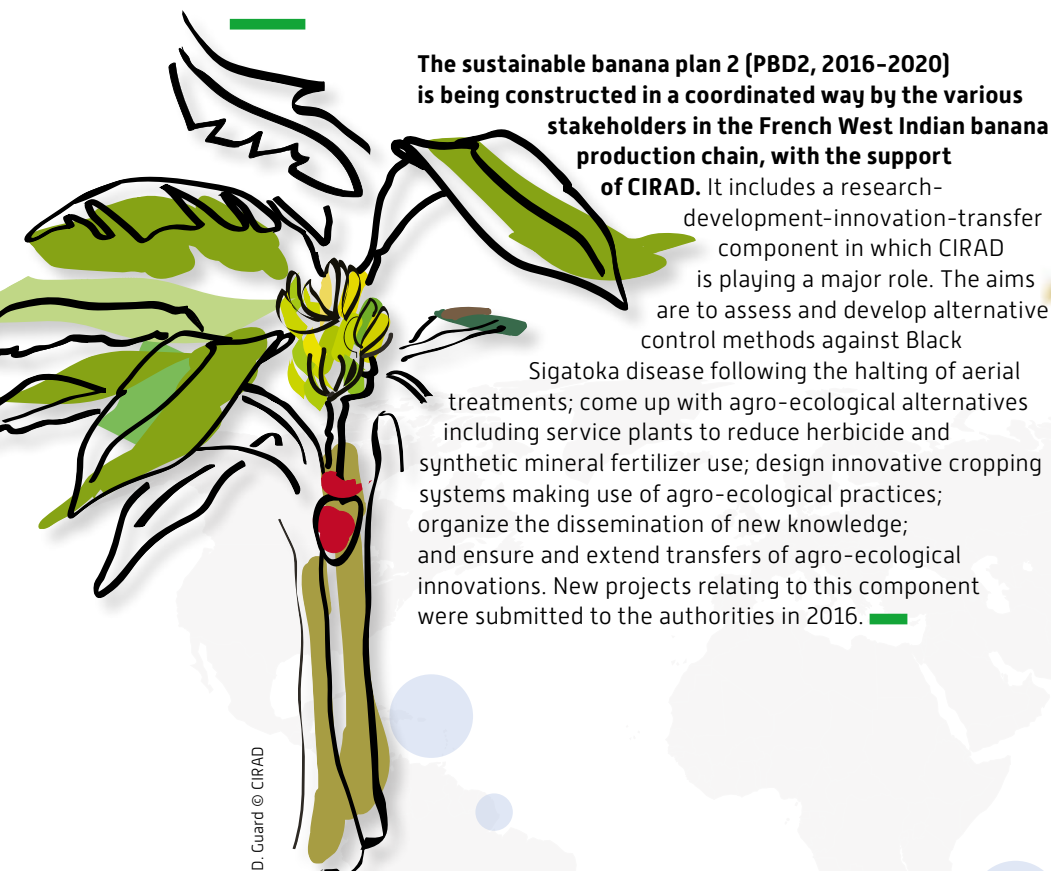 The sustainable banana plan 2 (PBD2, 2016-2020)
is being constructed in a coordinated way by the various
stakeholders in the French West Indian banana
production chain, with the support
of CIRAD. It includes a research-
development-innovation-transfer
component in which CIRAD
is playing a major role. The aims
are to assess and develop alternative
control methods against Black
Sigatoka disease following the halting of aerial
treatments; come up with agro-ecological alternatives
including service plants to reduce herbicide and
synthetic mineral fertilizer use; design innovative cropping
systems making use of agro-ecological practices;
organize the dissemination of new knowledge;
and ensure and extend transfers of agro-ecological
innovations. New projects relating to this component
were submitted to the authorities in 2016.
D. Guard © CIRAD